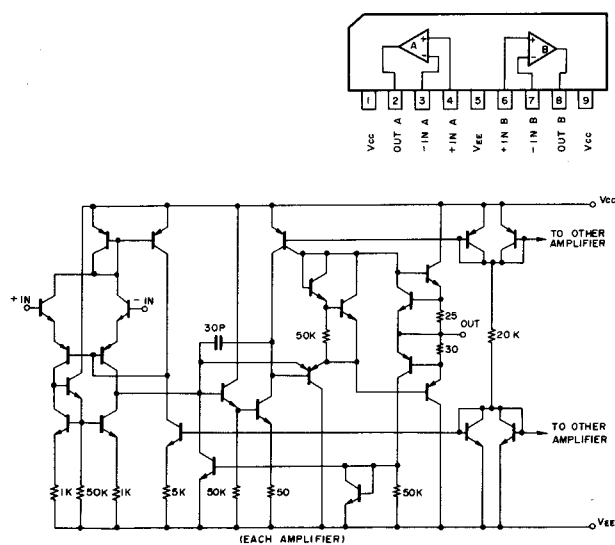 A + -
+ - B
1 2 3 4 5 6 7 8 9
VCC OUT A -IN A +IN A VEE +IN B -IN B OUT B VCC
VCC
TO OTHER
AMPLIFIER
+IN
-IN
30P
50K
25
OUT
30
20K
TO OTHER
AMPLIFIER
1K 50K 1K 5K 50K 50 50K
VEE
(EACH AMPLIFIER)